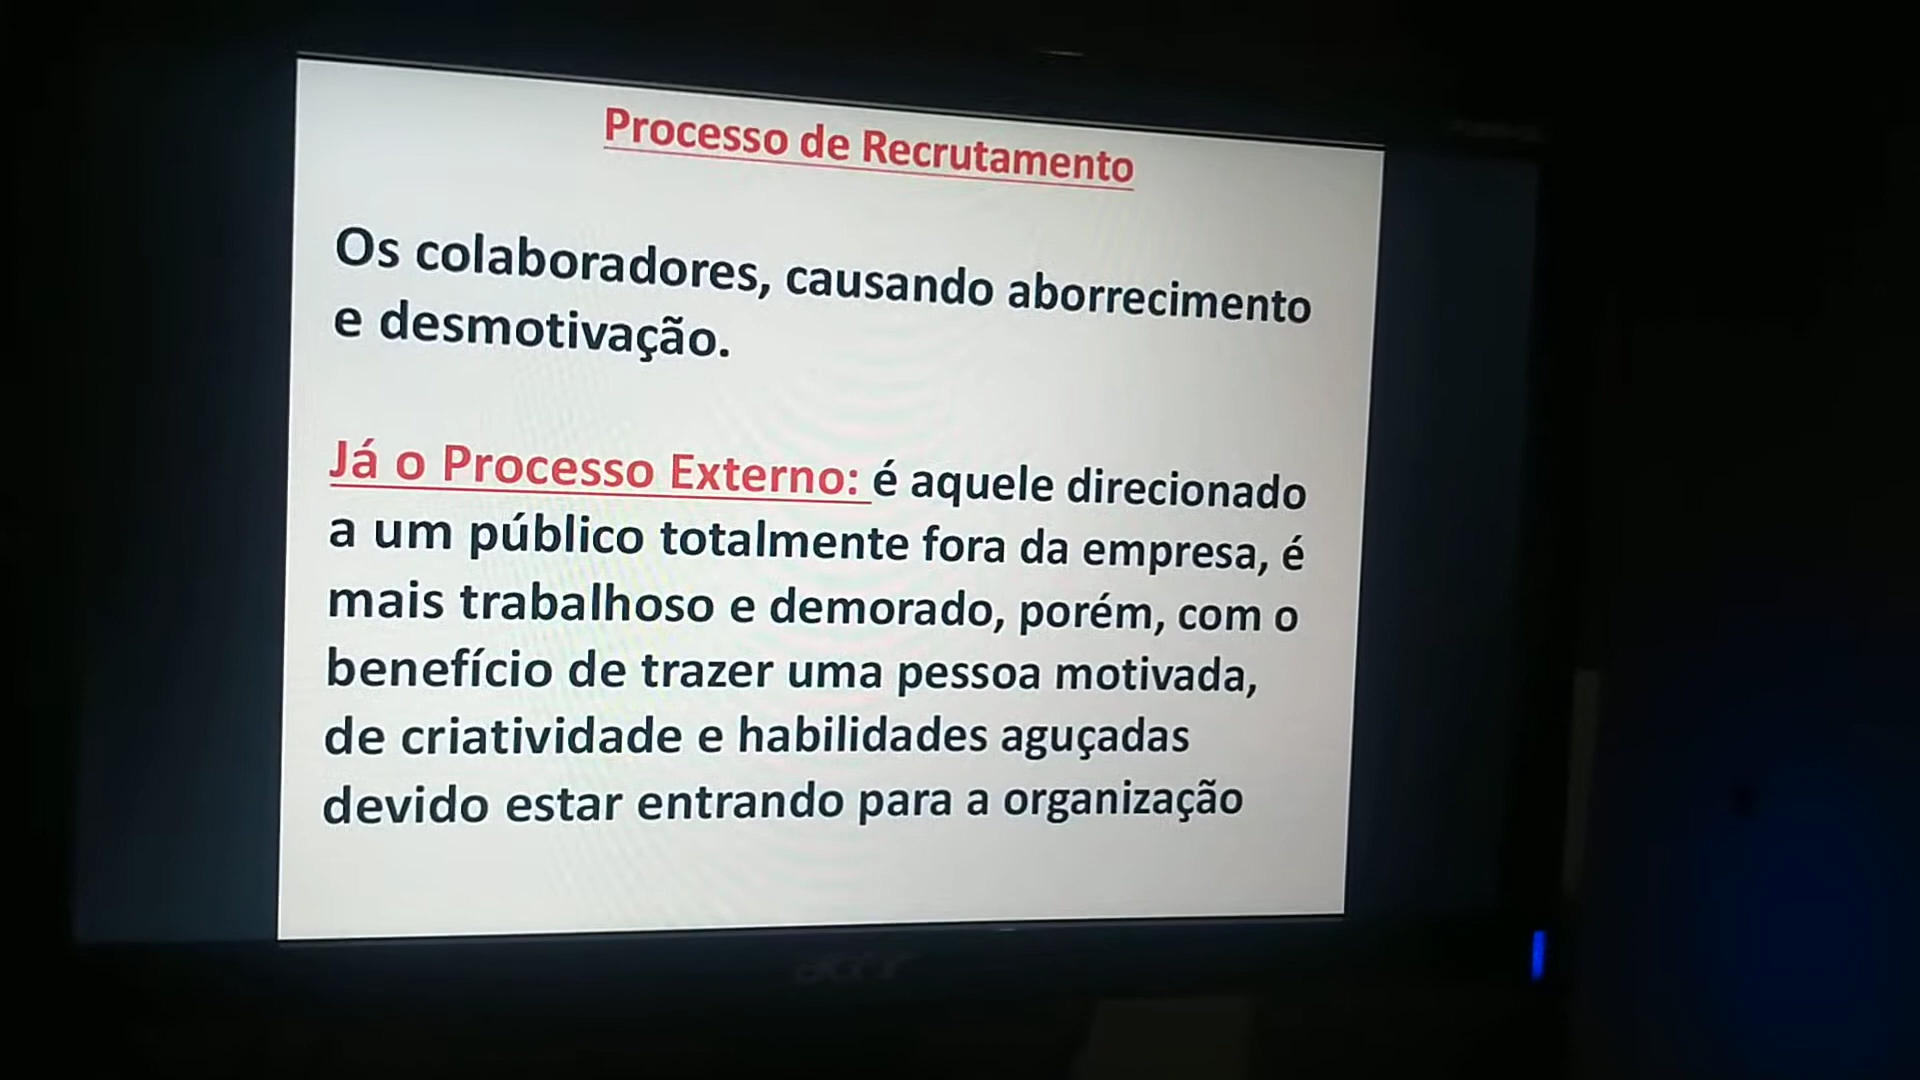 Processo de Recrutamento
Os colaboradores, causando aborrecimento
e desmotivação.
Já o Processo Externo: é aquele direcionado
a um público totalmente fora da empresa, é
mais trabalhoso e demorado, porém, com o
benefício de trazer uma pessoa motivada,
de criatividade e habilidades aguçadas
devido estar entrando para a organização
acer